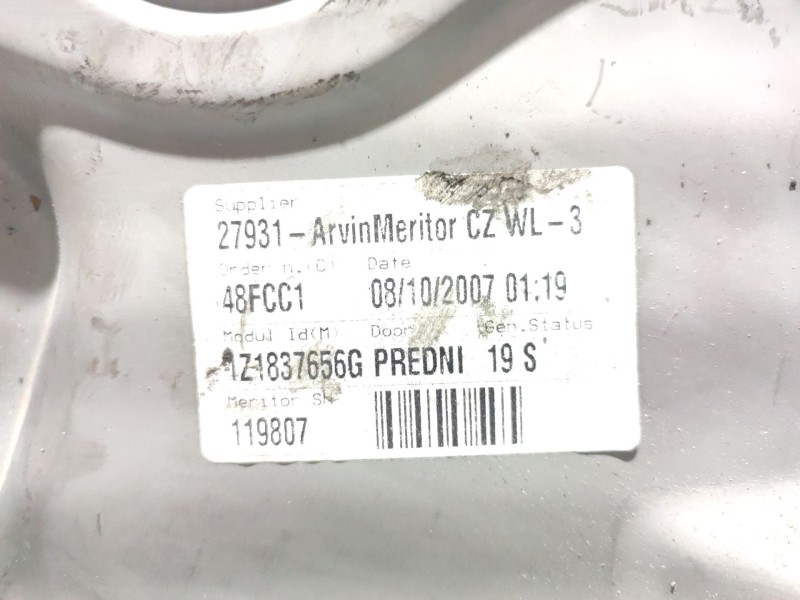 Supplier
27931-ArvinMeritor CZ WL-3
Order n.(C) Date
48FCC1 08/10/2007 01:19
Modul Id(M) Door Gen.Status
1Z1837656G PREDNI 19 S
Meritor SN
119807